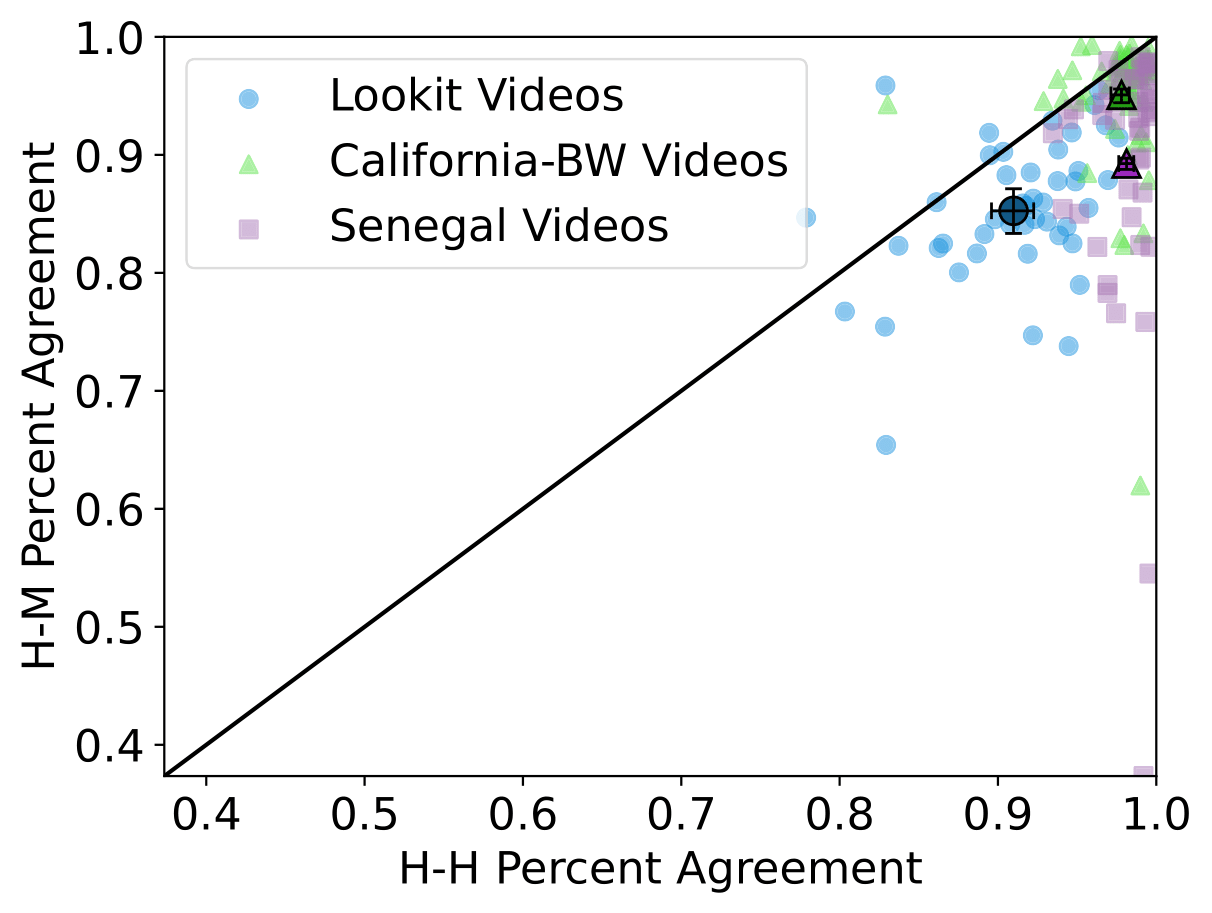 1.0
0.9
0.8
0.7
0.6
0.5
0.4
H-M Percent Agreement
Lookit Videos
California-BW Videos
Senegal Videos
0.4 0.5 0.6 0.7 0.8 0.9 1.0
H-H Percent Agreement